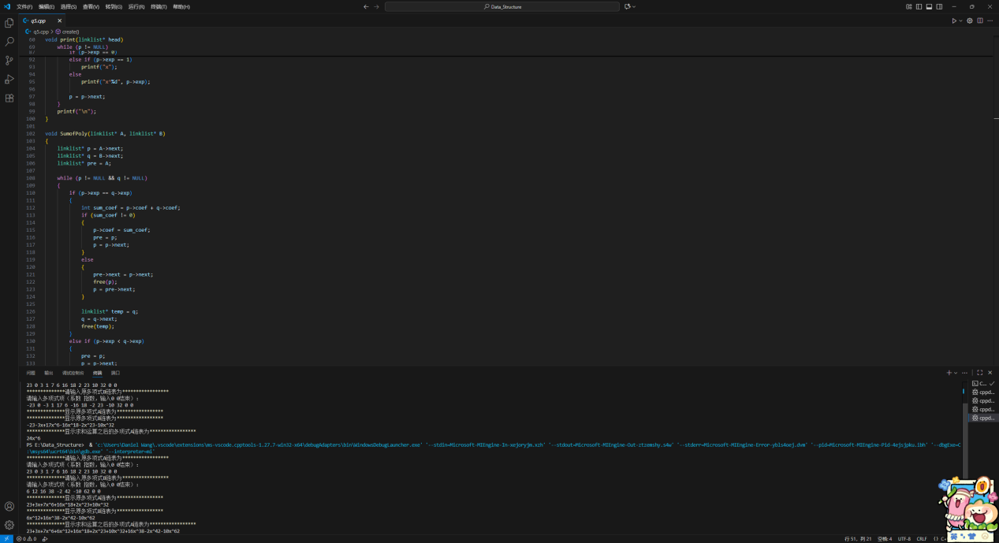 文件(F) 编辑(E) 选择(S) 查看(V) 转到(G) 运行(R) 终端(T) 帮助(H)
Data_Structure
q5.cpp
q5.cpp > create()
68 void print(linklist* head)
69 while (p != NULL)
87 if (p->exp == 0)
92 else if (p->exp == 1)
93 printf("x");
94 else
95 printf("x^%d", p->exp);
96
97 p = p->next;
98 }
99 printf("\n");
100 }
101
102 void SumofPoly(linklist* A, linklist* B)
103 {
104 linklist* p = A->next;
105 linklist* q = B->next;
106 linklist* pre = A;
107
108 while (p != NULL && q != NULL)
109 {
110 if (p->exp == q->exp)
111 {
112 int sum_coef = p->coef + q->coef;
113 if (sum_coef != 0)
114 {
115 p->coef = sum_coef;
116 pre = p;
117 p = p->next;
118 }
119 else
120 {
121 pre->next = p->next;
122 free(p);
123 p = pre->next;
124 }
125
126 linklist* temp = q;
127 q = q->next;
128 free(temp);
129 }
130 else if (p->exp < q->exp)
131 {
132 pre = p;
133 p = p->next;
问题 输出 调试控制台 终端 端口
23 0 3 1 7 6 16 18 2 23 10 32 0 0
**************请输入原多项式B链表为*****************
请输入多项式项（系数 指数，输入0 0结束）:
-23 0 -3 1 17 6 -16 18 -2 23 -10 32 0 0
**************显示原多项式A链表为*****************
**************显示原多项式B链表为*****************
-23-3x+17x^6-16x^18-2x^23-10x^32
**************显示求和运算之后的多项式A链表为*****************
24x^6
PS E:\Data_Structure> & 'c:\Users\Daniel Wang\.vscode\extensions\ms-vscode.cpptools-1.27.7-win32-x64\debugAdapters\bin\WindowsDebugLauncher.exe' '--stdin=Microsoft-MIEngine-In-xejoryjm.xzh' '--stdout=Microsoft-MIEngine-Out-ztzemshy.s4w' '--stderr=Microsoft-MIEngine-Error-ybls4oej.dvm' '--pid=Microsoft-MIEngine-Pid-4ejsjpku.ibh' '--dbgExe=C
:\msys64\ucrt64\bin\gdb.exe' '--interpreter=mi'
**************请输入原多项式A链表为*****************
请输入多项式项（系数 指数，输入0 0结束）:
23 0 3 1 7 6 16 18 2 23 10 32 0 0
**************请输入原多项式B链表为*****************
请输入多项式项（系数 指数，输入0 0结束）:
6 12 16 38 -2 42 -10 62 0 0
**************显示原多项式A链表为*****************
23+3x+7x^6+16x^18+2x^23+10x^32
**************显示原多项式B链表为*****************
6x^12+16x^38-2x^42-10x^62
**************显示求和运算之后的多项式A链表为*****************
23+3x+7x^6+6x^12+16x^18+2x^23+10x^32+16x^38-2x^42-10x^62
C...
cppd...
cppd...
cppd...
cppd...
0 0
行 51, 列 21 空格: 4 UTF-8 CRLF {} C+
英